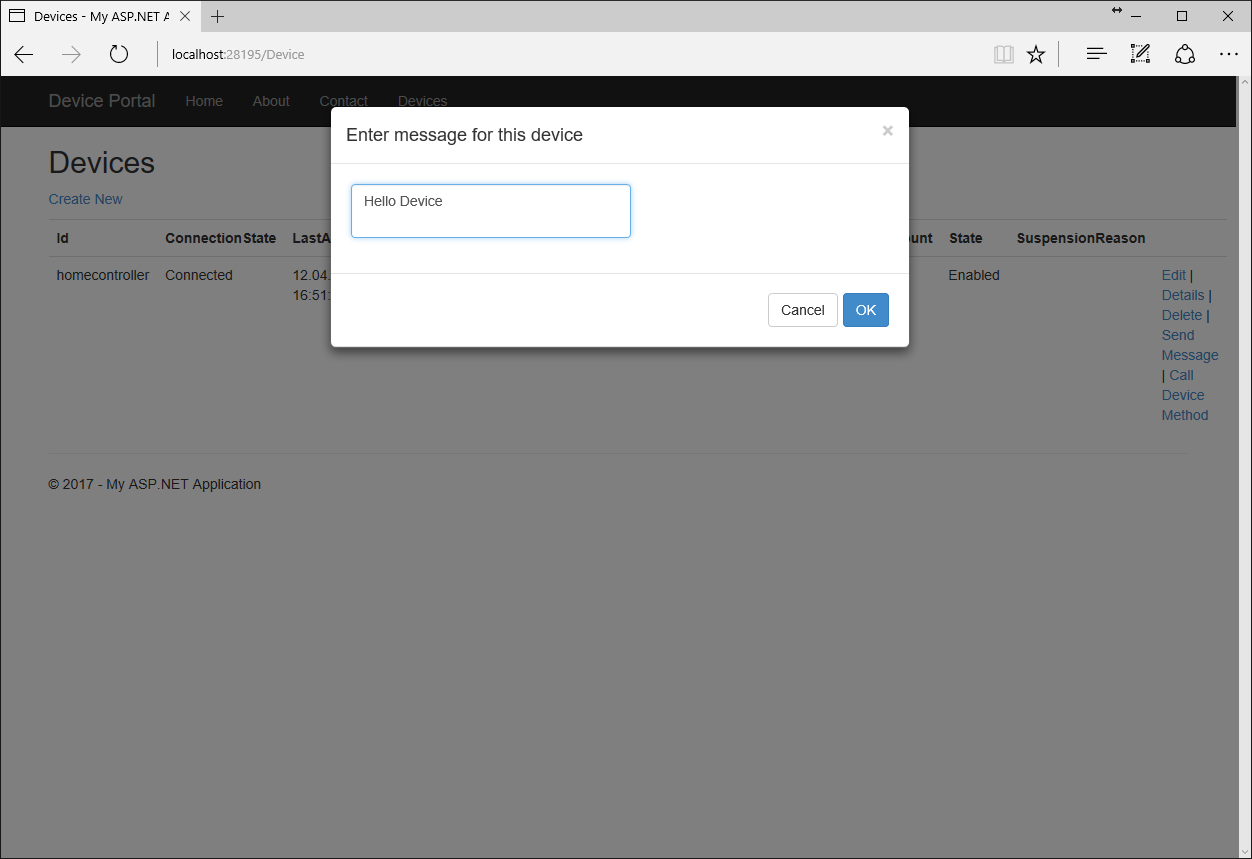 Devices - My ASP.NET A
localhost:28195/Device
Device Portal Home About Contact Devices
Enter message for this device ×
Devices
Hello Device
Create New
Id ConnectionState LastA unt State SuspensionReason
homecontroller Connected 12.04. Enabled Edit |
16:51: Details |
Cancel OK Delete |
Send
Message
| Call
Device
Method
© 2017 - My ASP.NET Application